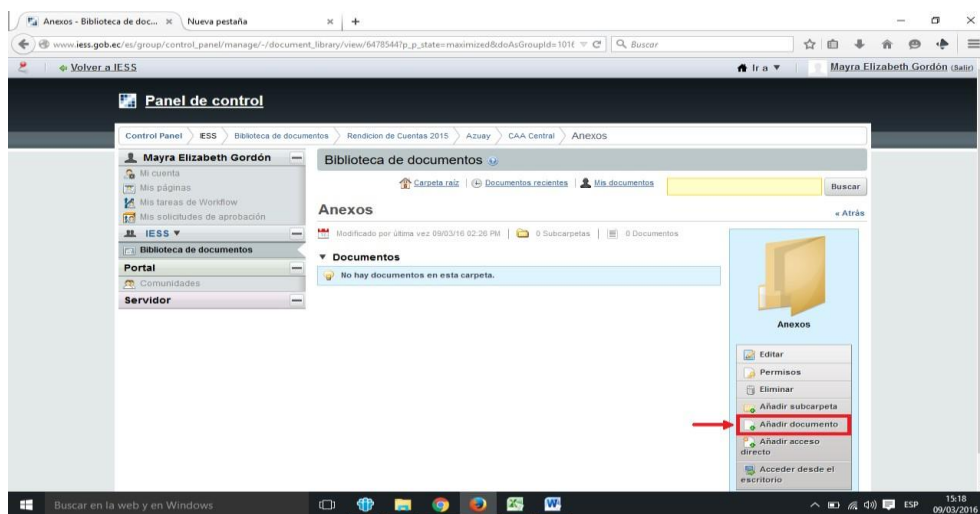 Anexos - Biblioteca de doc...
Nueva pestaña
www.iess.gob.ec/es/group/control_panel/manage/-/document_library/view/6478544?p_p_state=maximized&doAsGroupId=1016
Buscar
Volver a IESS
Ir a ▼
Mayra Elizabeth Gordón (Salir)
Panel de control
Control Panel
IESS
Biblioteca de documentos
Rendicion de Cuentas 2015
Azuay
CAA Central
Anexos
Mayra Elizabeth Gordón
Mi cuenta
Mis páginas
Mis tareas de Workflow
Mis solicitudes de aprobación
IESS ▼
Biblioteca de documentos
Portal
Comunidades
Servidor
Biblioteca de documentos
Carpeta raíz | Documentos recientes | Mis documentos
Buscar
Anexos
« Atrás
Modificado por última vez 09/03/16 02:26 PM | 0 Subcarpetas | 0 Documentos
▼ Documentos
No hay documentos en esta carpeta.
Anexos
Editar
Permisos
Eliminar
Añadir subcarpeta
Añadir documento
Añadir acceso
directo
Acceder desde el
escritorio
Buscar en la web y en Windows
ESP
15:18
09/03/2016